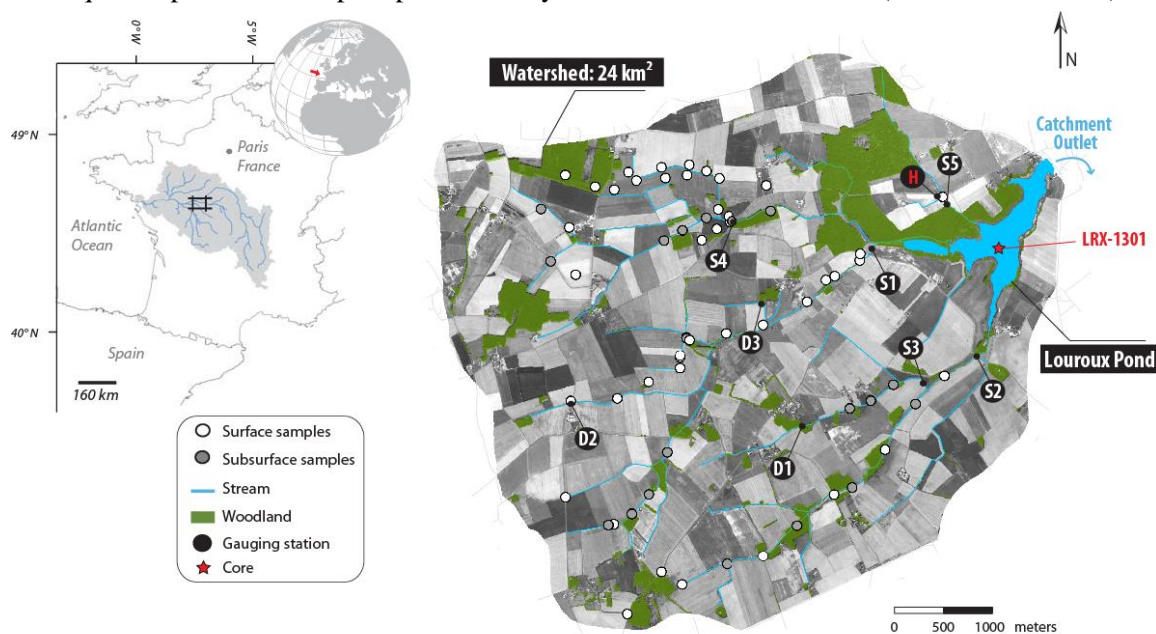 0° W
5° W
49° N
Paris
France
Atlantic
Ocean
40° N
Spain
160 km
Surface samples
Subsurface samples
Stream
Woodland
Gauging station
Core
Watershed: 24 km²
N
Catchment
Outlet
H
S5
LRX-1301
S4
S1
D3
S3
Louroux Pond
S2
D2
D1
0 500 1000 meters